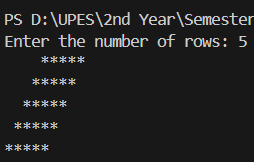 PS D:\UPES\2nd Year\Semester
Enter the number of rows: 5
    *****
   *****
  *****
 *****
*****